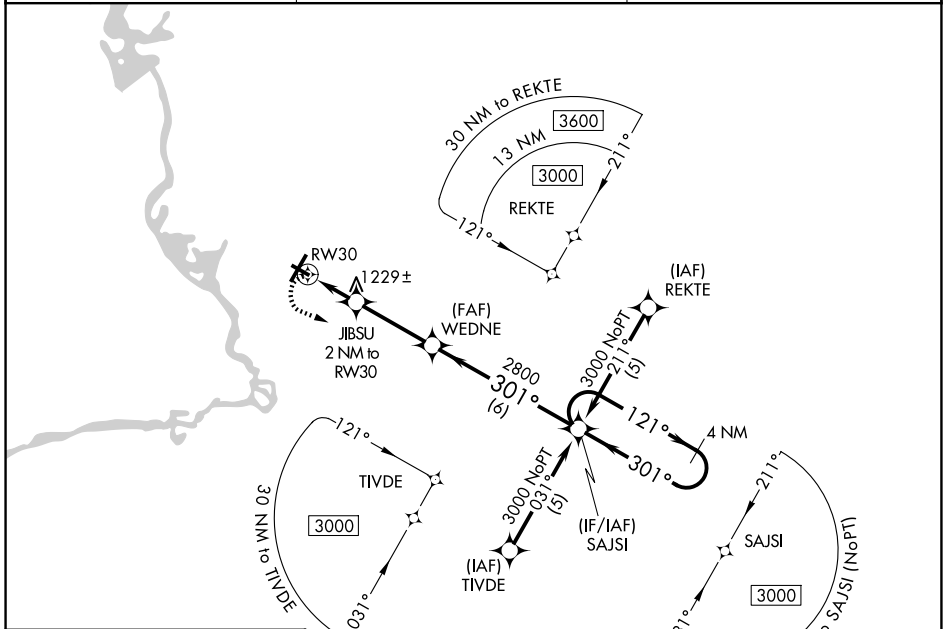 30 NM to REKTE
3600
13 NM
211°
3000
REKTE
121°
RW30
1229±
(IAF)
REKTE
(FAF)
WEDNE
JIBSU
2 NM to
RW30
3000 NoPT
211°
(5)
2800
301°
(6)
121°
4 NM
301°
121°
TIVDE
30 NM to TIVDE
3000
031°
3000 NoPT
031°
(5)
(IF/IAF)
SAJSI
(IAF)
TIVDE
211°
SAJSI
3000
SAJSI (NoPT)